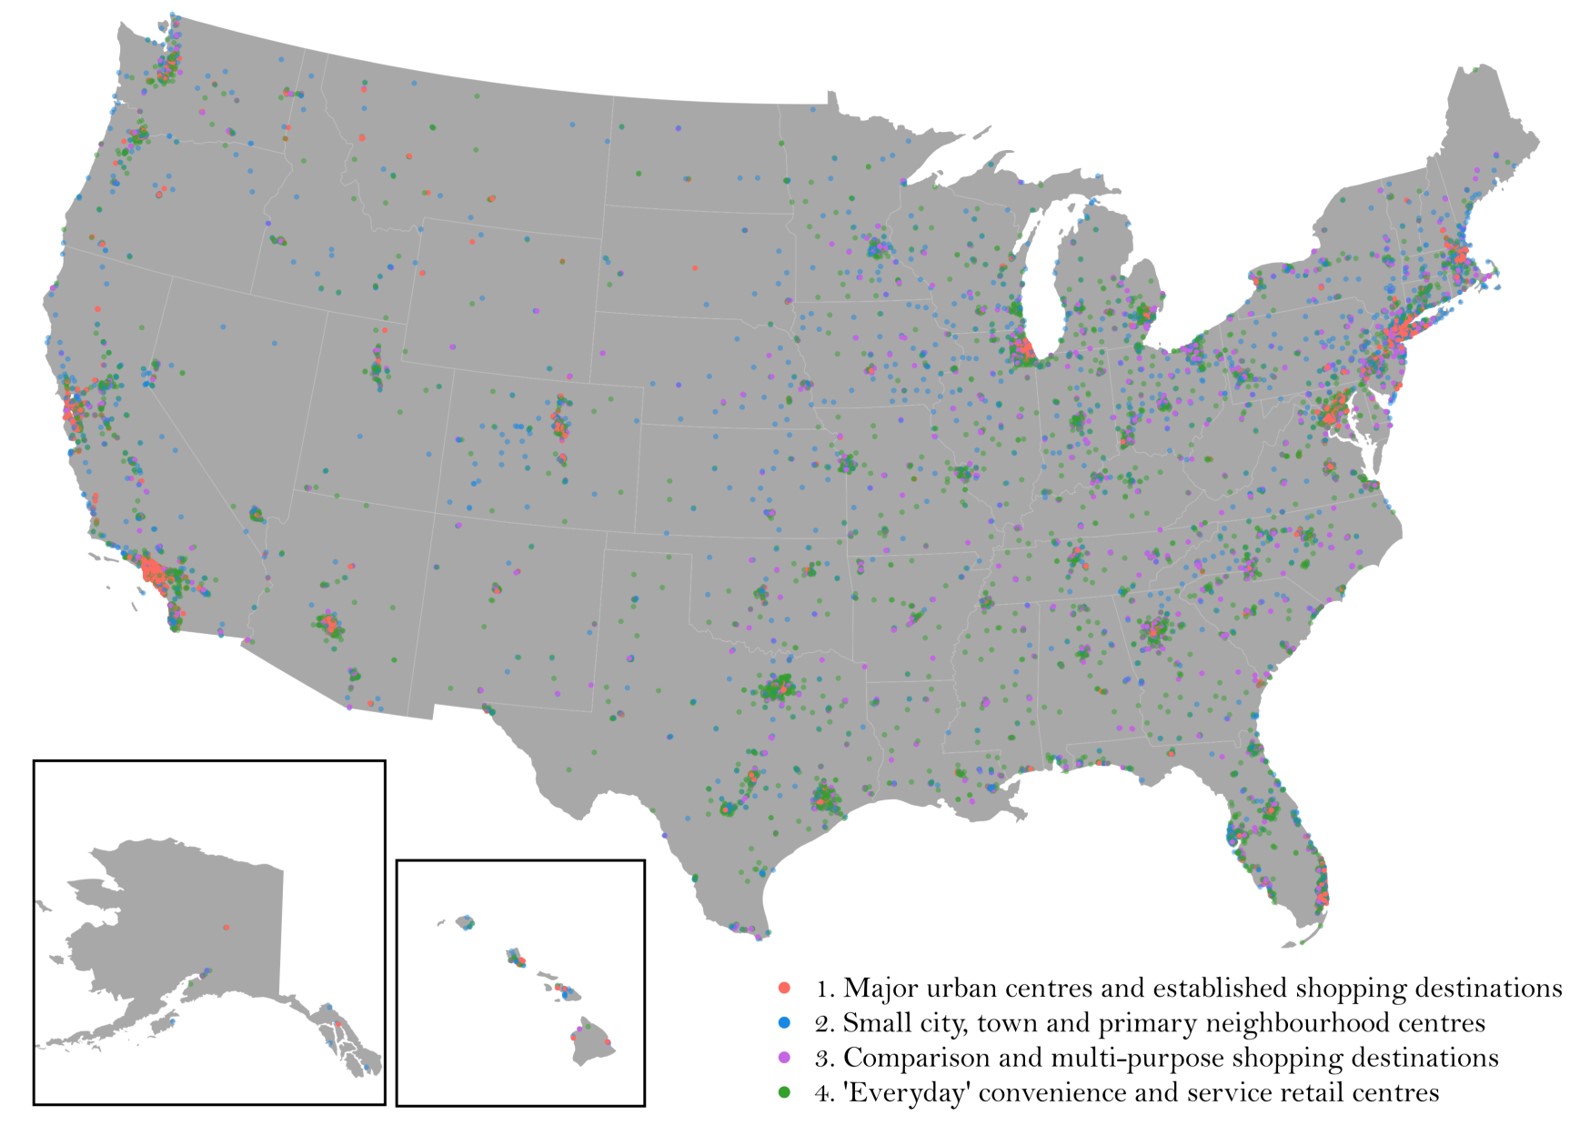 1. Major urban centres and established shopping destinations
2. Small city, town and primary neighbourhood centres
3. Comparison and multi-purpose shopping destinations
4. 'Everyday' convenience and service retail centres